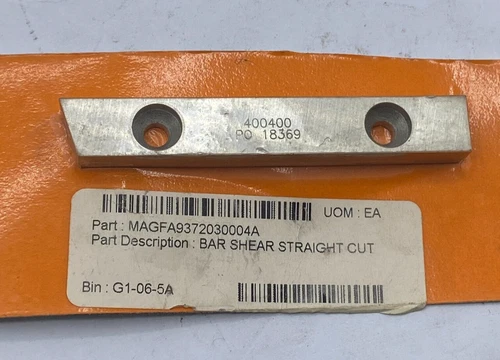 400400
PO 18369
UOM : EA
Part : MAGFA9372030004A
Part Description : BAR SHEAR STRAIGHT CUT
Bin : G1-06-5A